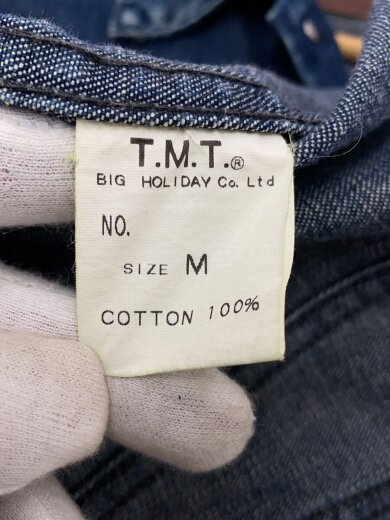 T.M.T.®
BIG HOLIDAY Co. Ltd
NO.
SIZE M
COTTON 100%